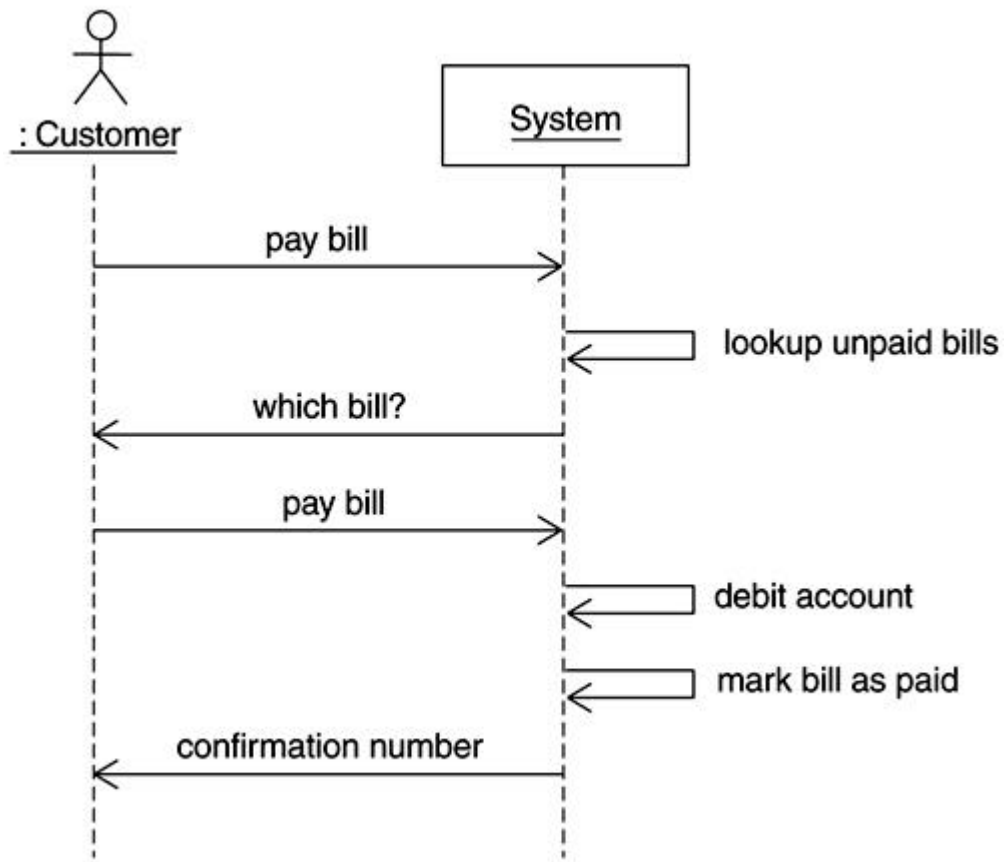 : Customer
System
pay bill
lookup unpaid bills
which bill?
pay bill
debit account
mark bill as paid
confirmation number